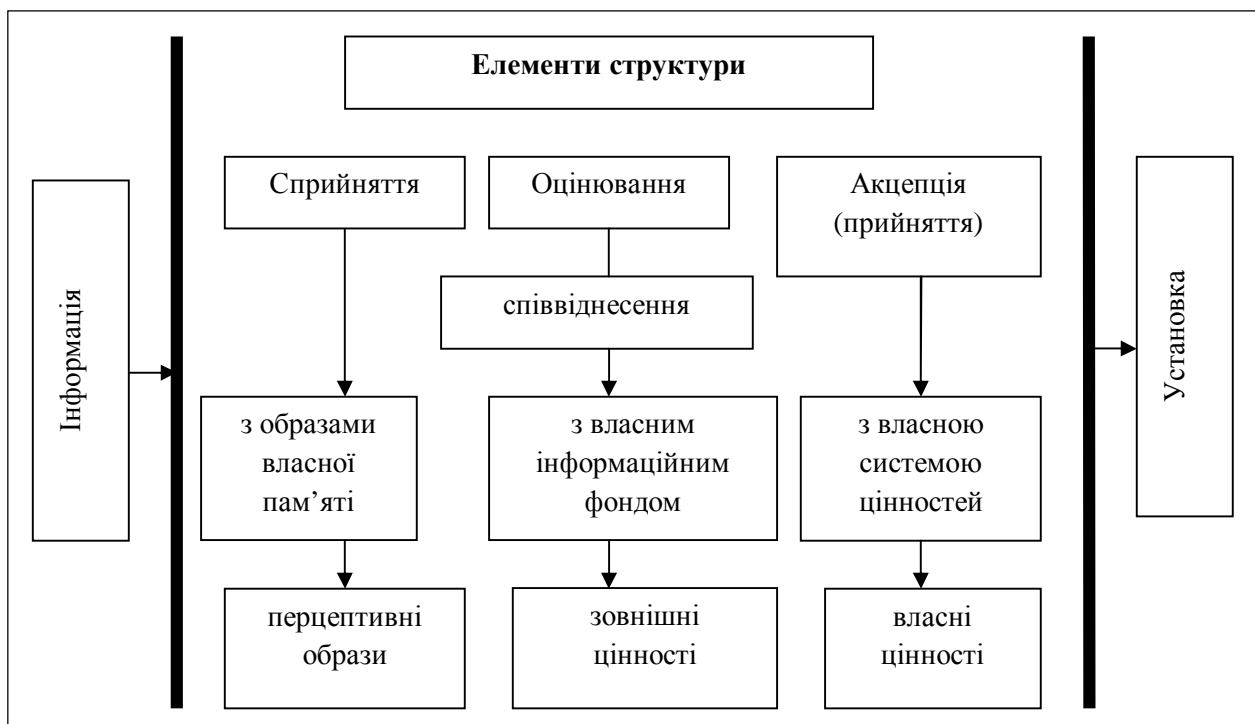 Елементи структури
Інформація
Сприйняття
Оцінювання
Акцепція
(прийняття)
співвіднесення
з образами
власної
пам’яті
з власним
інформаційним
фондом
з власною
системою
цінностей
перцептивні
образи
зовнішні
цінності
власні
цінності
Установка